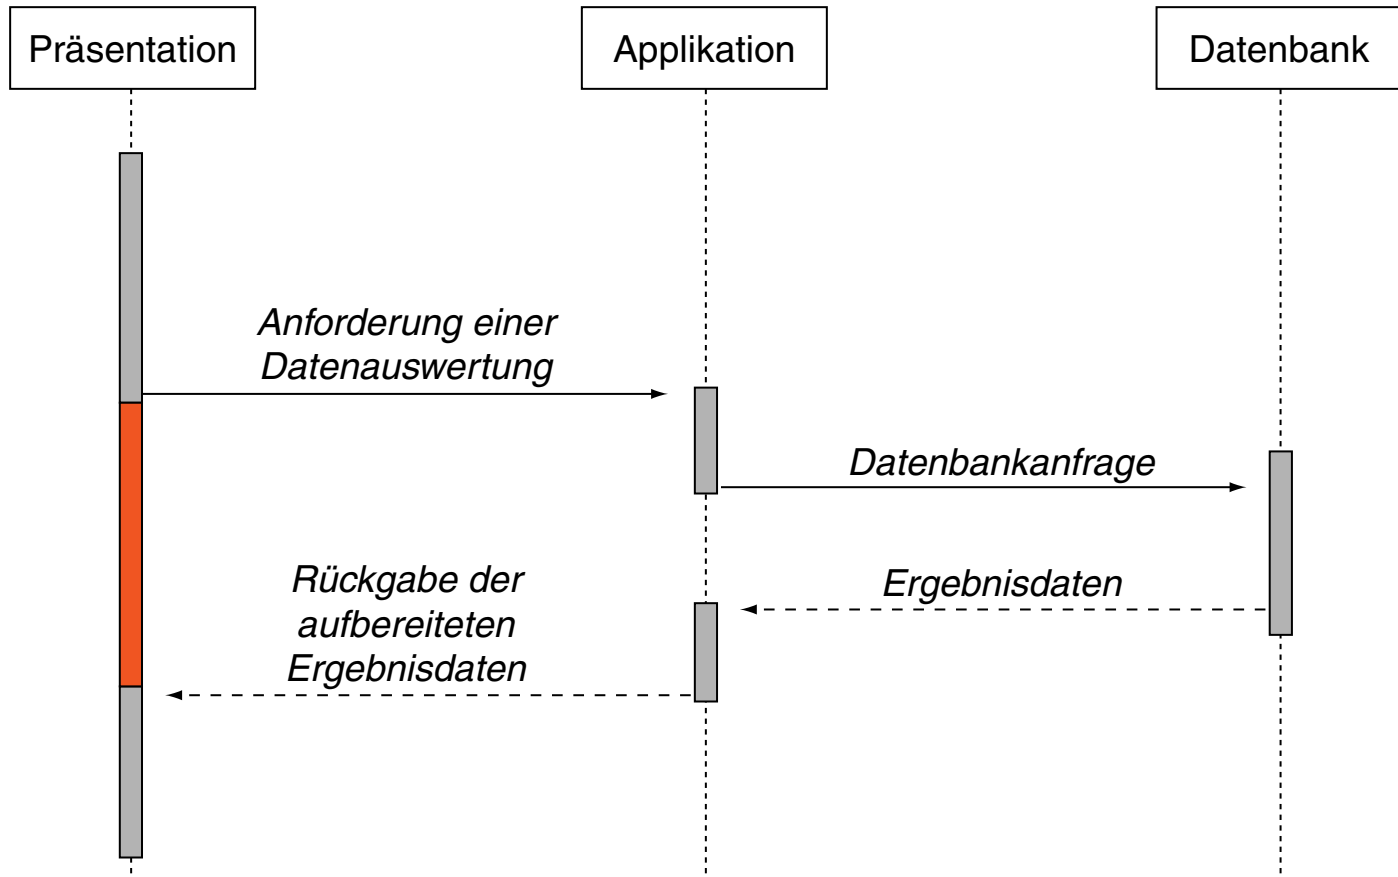 Präsentation
Applikation
Datenbank
Anforderung einer
Datenauswertung
Datenbankanfrage
Ergebnisdaten
Rückgabe der
aufbereiteten
Ergebnisdaten